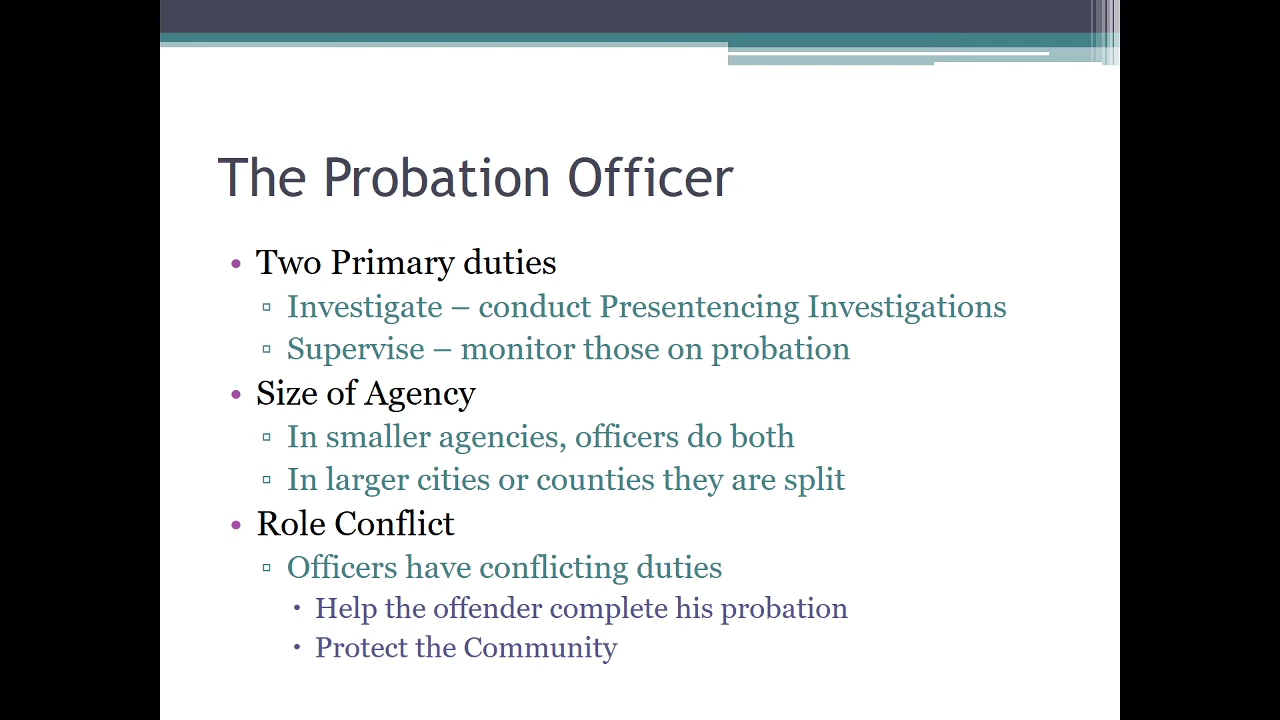 The Probation Officer
• Two Primary duties
▫ Investigate – conduct Presentencing Investigations
▫ Supervise – monitor those on probation
• Size of Agency
▫ In smaller agencies, officers do both
▫ In larger cities or counties they are split
• Role Conflict
▫ Officers have conflicting duties
• Help the offender complete his probation
• Protect the Community